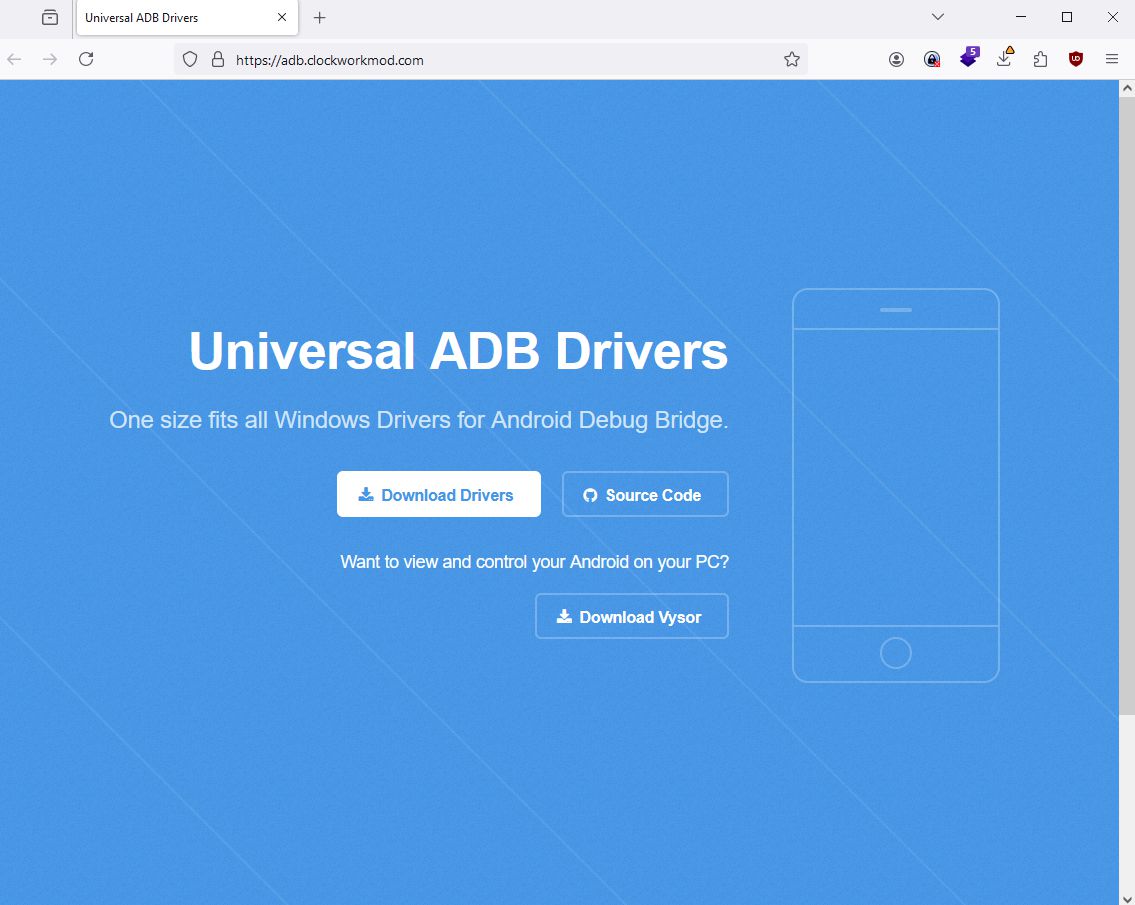 Universal ADB Drivers
https://adb.clockworkmod.com
5
Universal ADB Drivers
One size fits all Windows Drivers for Android Debug Bridge.
Download Drivers
Source Code
Want to view and control your Android on your PC?
Download Vysor